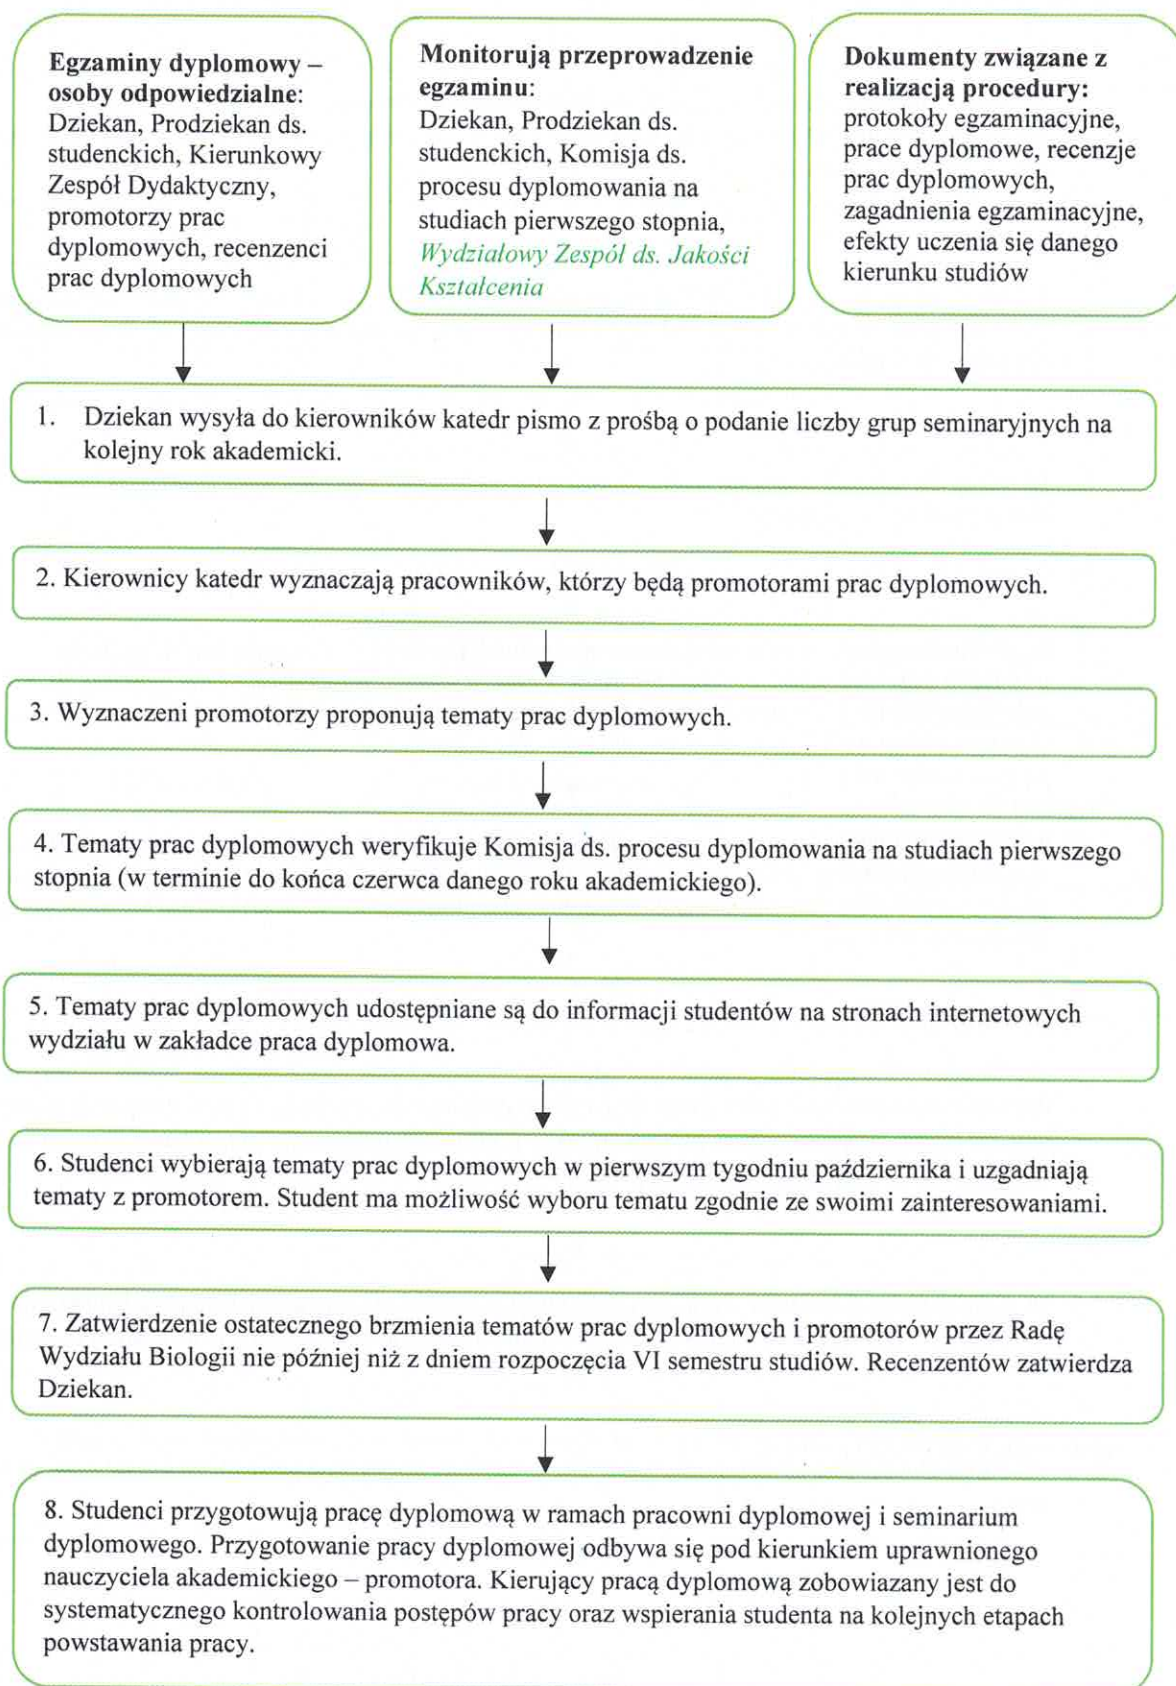 Egzaminy dyplomowy –
osoby odpowiedzialne:
Dziekan, Prodziekan ds.
studenckich, Kierunkowy
Zespół Dydaktyczny,
promotorzy prac
dyplomowych, recenzenci
prac dyplomowych
Monitorują przeprowadzenie
egzaminu:
Dziekan, Prodziekan ds.
studenckich, Komisja ds.
procesu dyplomowania na
studiach pierwszego stopnia,
Wydziałowy Zespół ds. Jakości
Kształcenia
Dokumenty związane z
realizacją procedury:
protokoły egzaminacyjne,
prace dyplomowe, recenzje
prac dyplomowych,
zagadnienia egzaminacyjne,
efekty uczenia się danego
kierunku studiów
1. Dziekan wysyła do kierowników katedr pismo z prośbą o podanie liczby grup seminaryjnych na
kolejny rok akademicki.
2. Kierownicy katedr wyznaczają pracowników, którzy będą promotorami prac dyplomowych.
3. Wyznaczeni promotorzy proponują tematy prac dyplomowych.
4. Tematy prac dyplomowych weryfikuje Komisja ds. procesu dyplomowania na studiach pierwszego
stopnia (w terminie do końca czerwca danego roku akademickiego).
5. Tematy prac dyplomowych udostępniane są do informacji studentów na stronach internetowych
wydziału w zakładce praca dyplomowa.
6. Studenci wybierają tematy prac dyplomowych w pierwszym tygodniu października i uzgadniają
tematy z promotorem. Student ma możliwość wyboru tematu zgodnie ze swoimi zainteresowaniami.
7. Zatwierdzenie ostatecznego brzmienia tematów prac dyplomowych i promotorów przez Radę
Wydziału Biologii nie później niż z dniem rozpoczęcia VI semestru studiów. Recenzentów zatwierdza
Dziekan.
8. Studenci przygotowują pracę dyplomową w ramach pracowni dyplomowej i seminarium
dyplomowego. Przygotowanie pracy dyplomowej odbywa się pod kierunkiem uprawnionego
nauczyciela akademickiego – promotora. Kierujący pracą dyplomową zobowiazany jest do
systematycznego kontrolowania postępów pracy oraz wspierania studenta na kolejnych etapach
powstawania pracy.